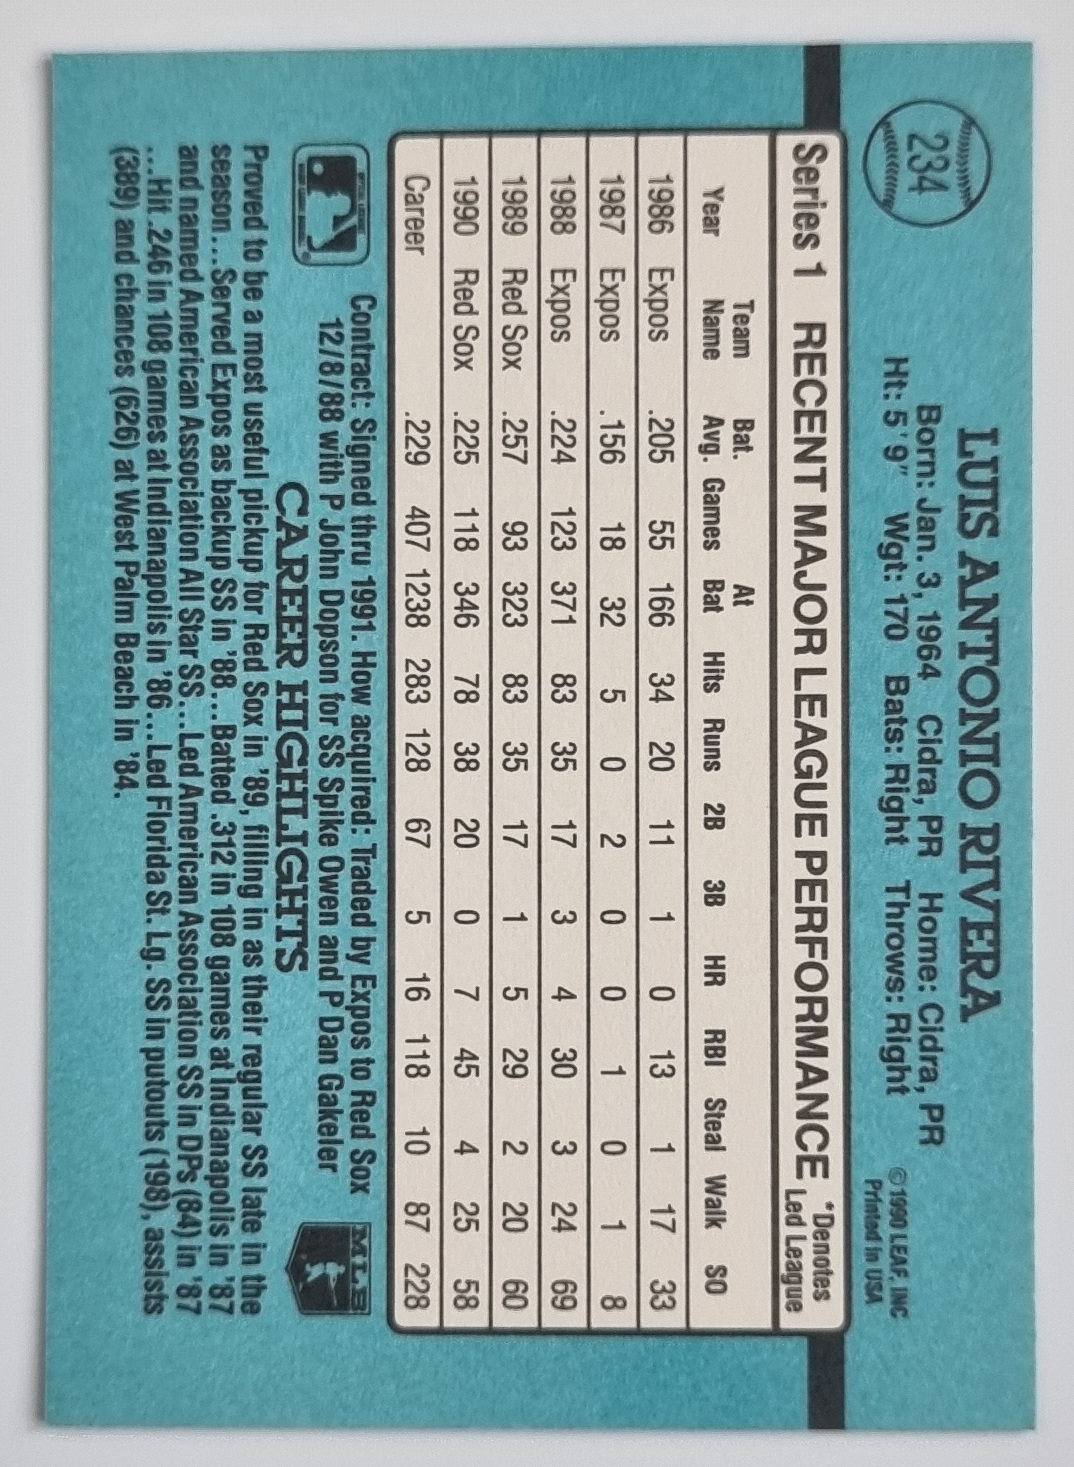 234
LUIS ANTONIO RIVERA
Born: Jan. 3, 1964 Cidra, PR Home: Cidra, PR
Ht: 5'9" Wgt: 170 Bats: Right Throws: Right
©1990 LEAF, INC
Printed in USA
Series 1 RECENT MAJOR LEAGUE PERFORMANCE
*Denotes
Led League
Team Bat. At
Year Name Avg. Games Bat Hits Runs 2B 3B HR RBI Steal Walk SO
1986 Expos .205 55 166 34 20 11 1 0 13 1 17 33
1987 Expos .156 18 32 5 0 2 0 0 1 0 1 8
1988 Expos .224 123 371 83 35 17 3 4 30 3 24 69
1989 Red Sox .257 93 323 83 35 17 1 5 29 2 20 60
1990 Red Sox .225 118 346 78 38 20 0 7 45 4 25 58
Career .229 407 1238 283 128 67 5 16 118 10 87 228
Contract: Signed thru 1991. How acquired: Traded by Expos to Red Sox
12/8/88 with P John Dopson for SS Spike Owen and P Dan Gakeler
MLB
CAREER HIGHLIGHTS
Proved to be a most useful pickup for Red Sox in '89, filling in as their regular SS late in the
season...Served Expos as backup SS in '88...Batted .312 in 108 games at Indianapolis in '87
and named American Association All Star SS...Led American Association SS in DPs (84) in '87
...Hit .246 in 108 games at Indianapolis in '86...Led Florida St. Lg. SS in putouts (198), assists
(389) and chances (626) at West Palm Beach in '84.